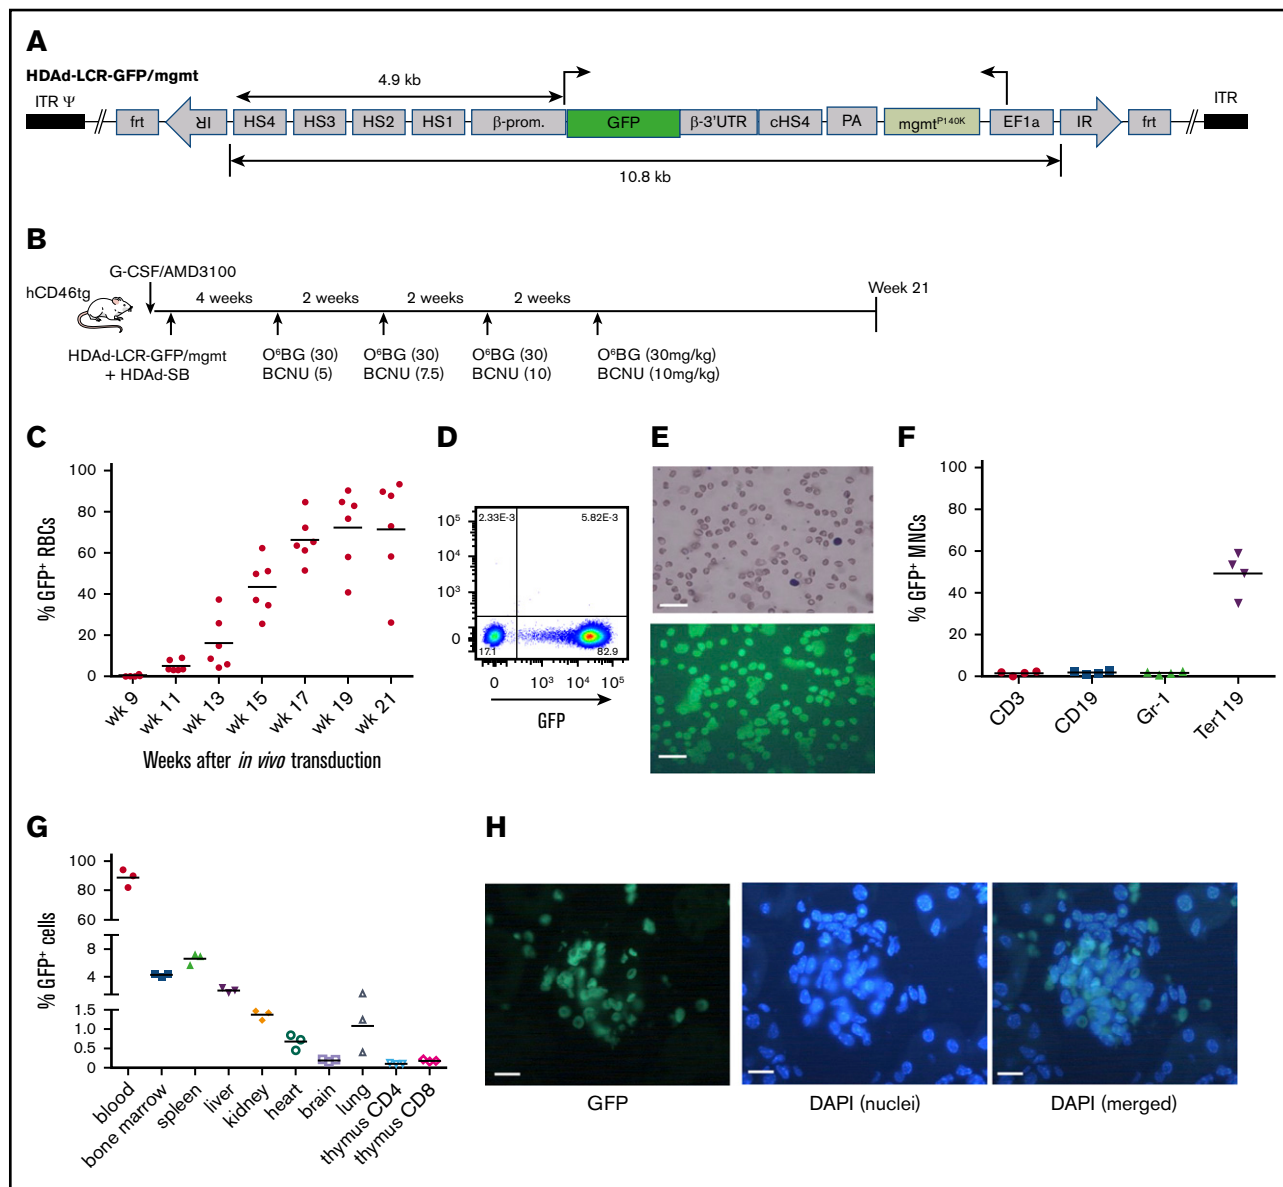 A
HDAd-LCR-GFP/mgmt
4.9 kb
ITR Ψ
ITR
frt
IR
HS4
HS3
HS2
HS1
β-prom.
GFP
β-3'UTR
cHS4
PA
mgmtP140K
EF1a
IR
frt
10.8 kb
B
G-CSF/AMD3100
hCD46tg
4 weeks
2 weeks
2 weeks
2 weeks
Week 21
HDAd-LCR-GFP/mgmt
+ HDAd-SB
O⁶BG (30)
BCNU (5)
O⁶BG (30)
BCNU (7.5)
O⁶BG (30)
BCNU (10)
O⁶BG (30mg/kg)
BCNU (10mg/kg)
C
% GFP⁺ RBCs
100
80
60
40
20
0
wk 9
wk 11
wk 13
wk 15
wk 17
wk 19
wk 21
Weeks after in vivo transduction
D
10⁵
10⁴
10³
0
2.33E-3
5.82E-3
17.1
82.9
0
10³
10⁴
10⁵
GFP
E
F
% GFP⁺ MNCs
100
80
60
40
20
0
CD3
CD19
Gr-1
Ter119
G
% GFP⁺ cells
100
80
60
8
4
1.5
1.0
0.5
0
blood
bone marrow
spleen
liver
kidney
heart
brain
lung
thymus CD4
thymus CD8
H
GFP
DAPI (nuclei)
DAPI (merged)